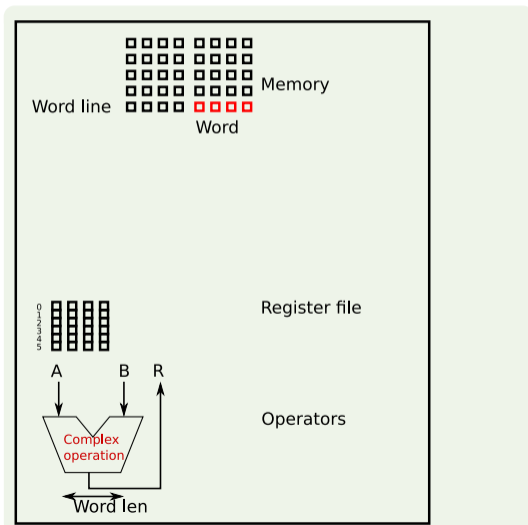 Memory
Word line
Word
0
1
2
3
4
5
Register file
A B R
Operators
Complex
operation
Word len